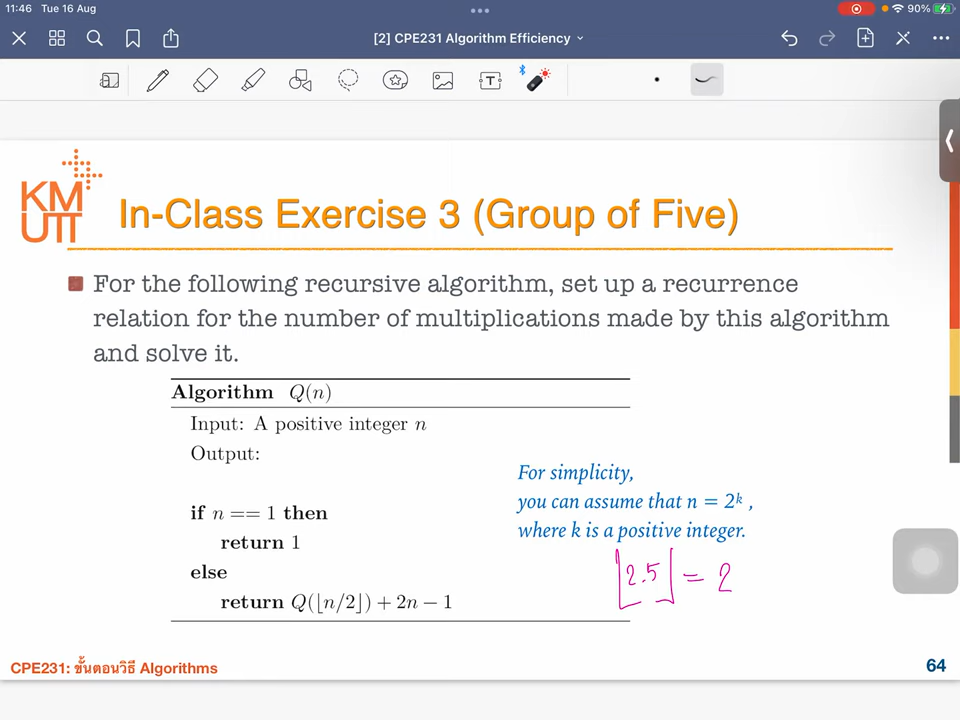 11:46 Tue 16 Aug
90%
[2] CPE231 Algorithm Efficiency
T
KM
UTT
In-Class Exercise 3 (Group of Five)
For the following recursive algorithm, set up a recurrence
relation for the number of multiplications made by this algorithm
and solve it.
Algorithm Q(n)
Input: A positive integer n
Output:
For simplicity,
you can assume that n = 2ᵏ ,
where k is a positive integer.
if n == 1 then
return 1
else
return Q(⌊n/2⌋) + 2n − 1
⌊2.5⌋ = 2
CPE231: ขั้นตอนวิธี Algorithms
64